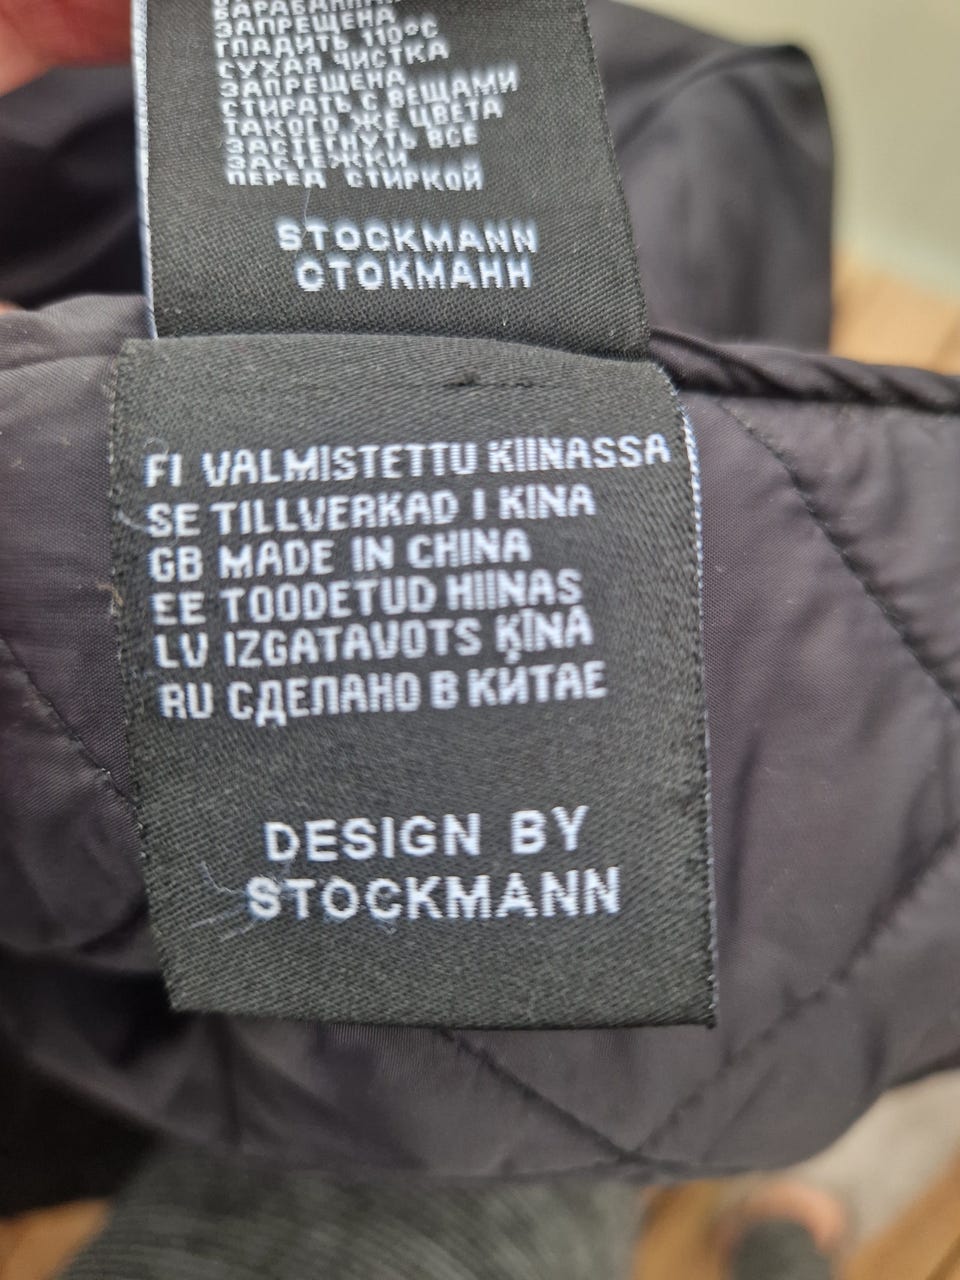 БАРАБАННАЯ
ЗАПРЕЩЕНА
ГЛАДИТЬ 110°C
СУХАЯ ЧИСТКА
ЗАПРЕЩЕНА
СТИРАТЬ С ВЕЩАМИ
ТАКОГО ЖЕ ЦВЕТА
ЗАСТЕГНУТЬ ВСЕ
ЗАСТЕЖКИ
ПЕРЕД СТИРКОЙ
STOCKMANN
СТОКМАНН
FI VALMISTETTU KIINASSA
SE TILLVERKAD I KINA
GB MADE IN CHINA
EE TOODETUD HIINAS
LV IZGATAVOTS ĶĪNĀ
RU СДЕЛАНО В КИТАЕ
DESIGN BY
STOCKMANN